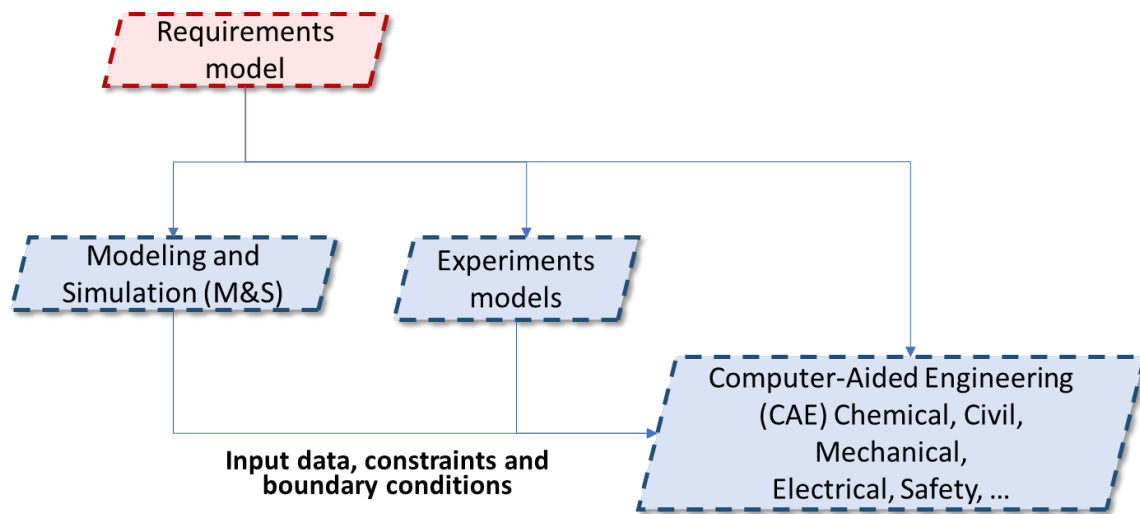 Requirements
model
Modeling and
Simulation (M&S)
Experiments
models
Computer-Aided Engineering
(CAE) Chemical, Civil,
Mechanical,
Electrical, Safety, ...
Input data, constraints and
boundary conditions